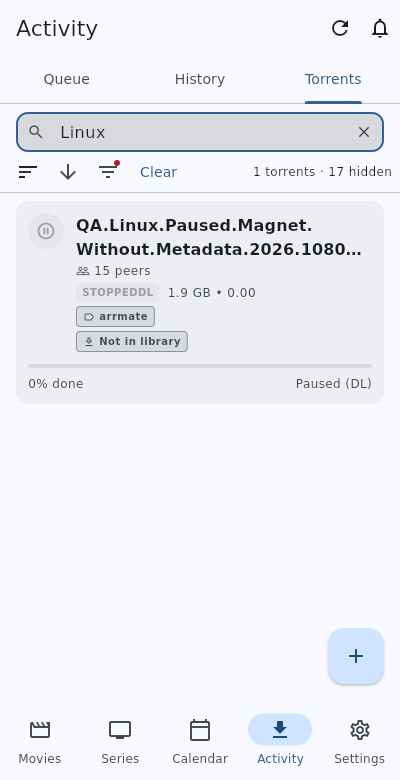 Activity
Queue
History
Torrents
Linux
Clear
1 torrents · 17 hidden
QA.Linux.Paused.Magnet.
Without.Metadata.2026.1080…
15 peers
STOPPEDDL 1.9 GB • 0.00
arrmate
Not in library
0% done
Paused (DL)
Movies
Series
Calendar
Activity
Settings